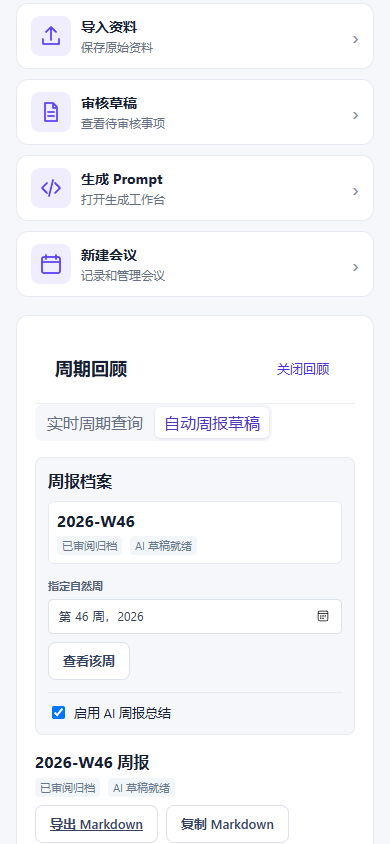 导入资料
保存原始资料
审核草稿
查看待审核事项
生成 Prompt
打开生成工作台
新建会议
记录和管理会议
周期回顾
关闭回顾
实时周期查询
自动周报草稿
周报档案
2026-W46
已审阅归档
AI 草稿就绪
指定自然周
第 46 周，2026
查看该周
启用 AI 周报总结
2026-W46 周报
已审阅归档
AI 草稿就绪
导出 Markdown
复制 Markdown